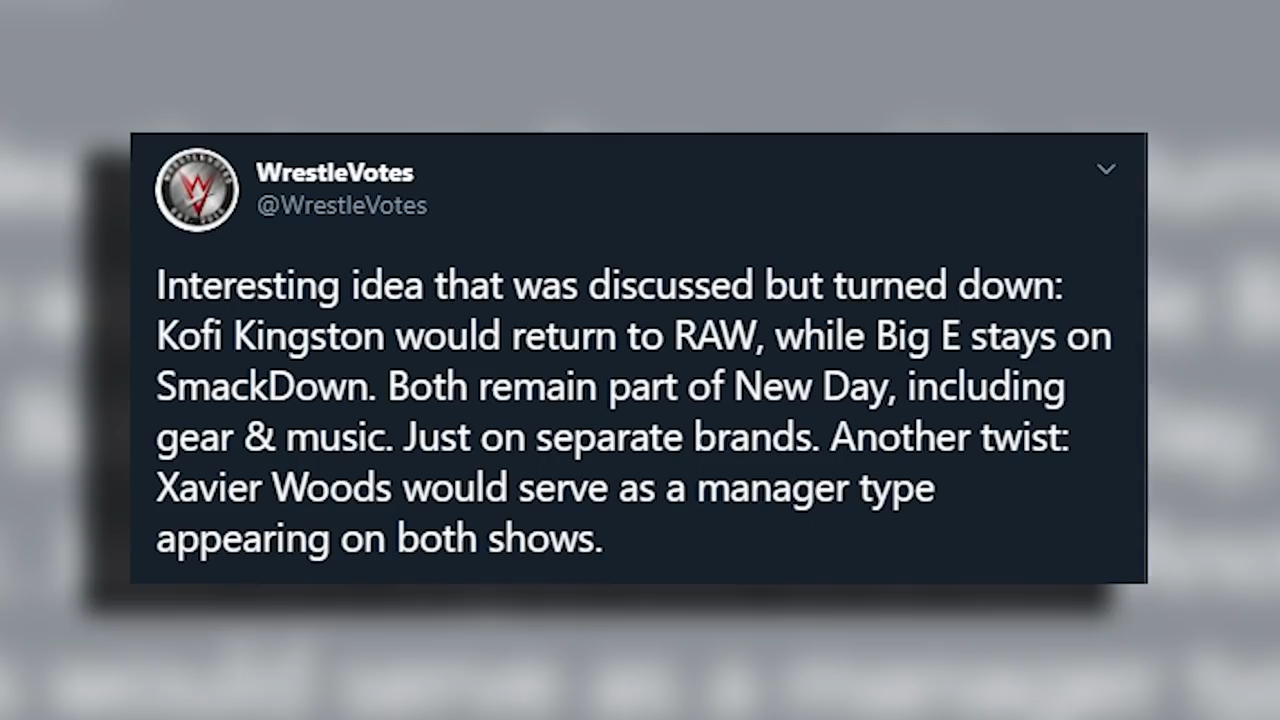 WrestleVotes
@WrestleVotes
Interesting idea that was discussed but turned down:
Kofi Kingston would return to RAW, while Big E stays on
SmackDown. Both remain part of New Day, including
gear & music. Just on separate brands. Another twist:
Xavier Woods would serve as a manager type
appearing on both shows.